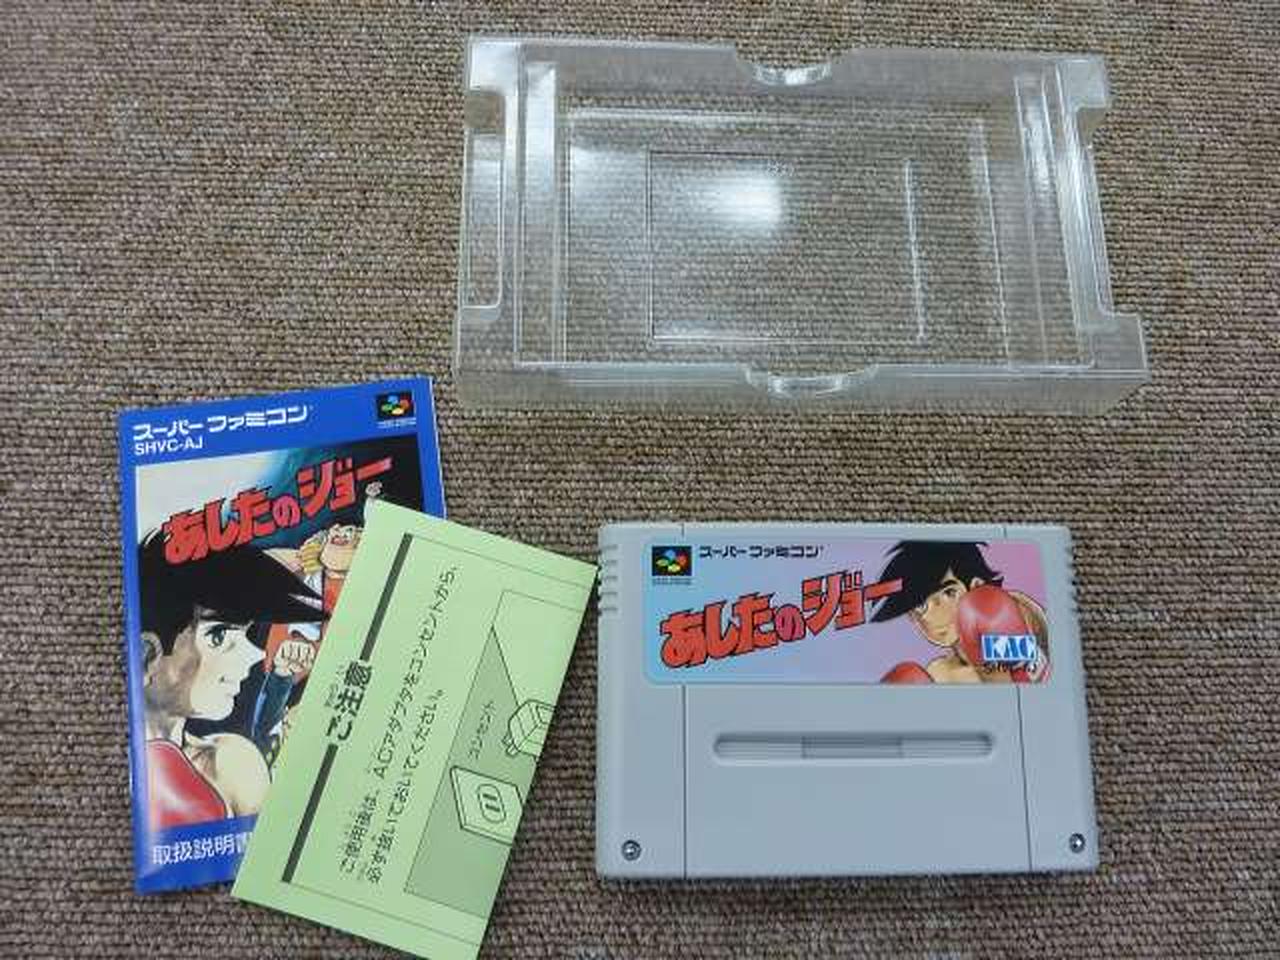 スーパーファミコン
SHVC-AJ
あしたのジョー
取扱説明書
ご注意
ご使用後は、ACアダプタをコンセントから、
必ず抜いておいてください。
コンセント
スーパーファミコン
あしたのジョー
KAC
SHVC-AJ